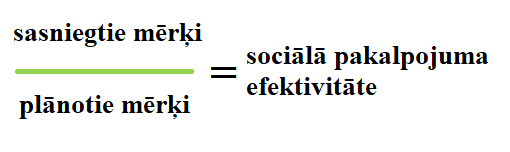 sasniegtie mērķi
plānotie mērķi
=
sociālā pakalpojuma
efektivitāte